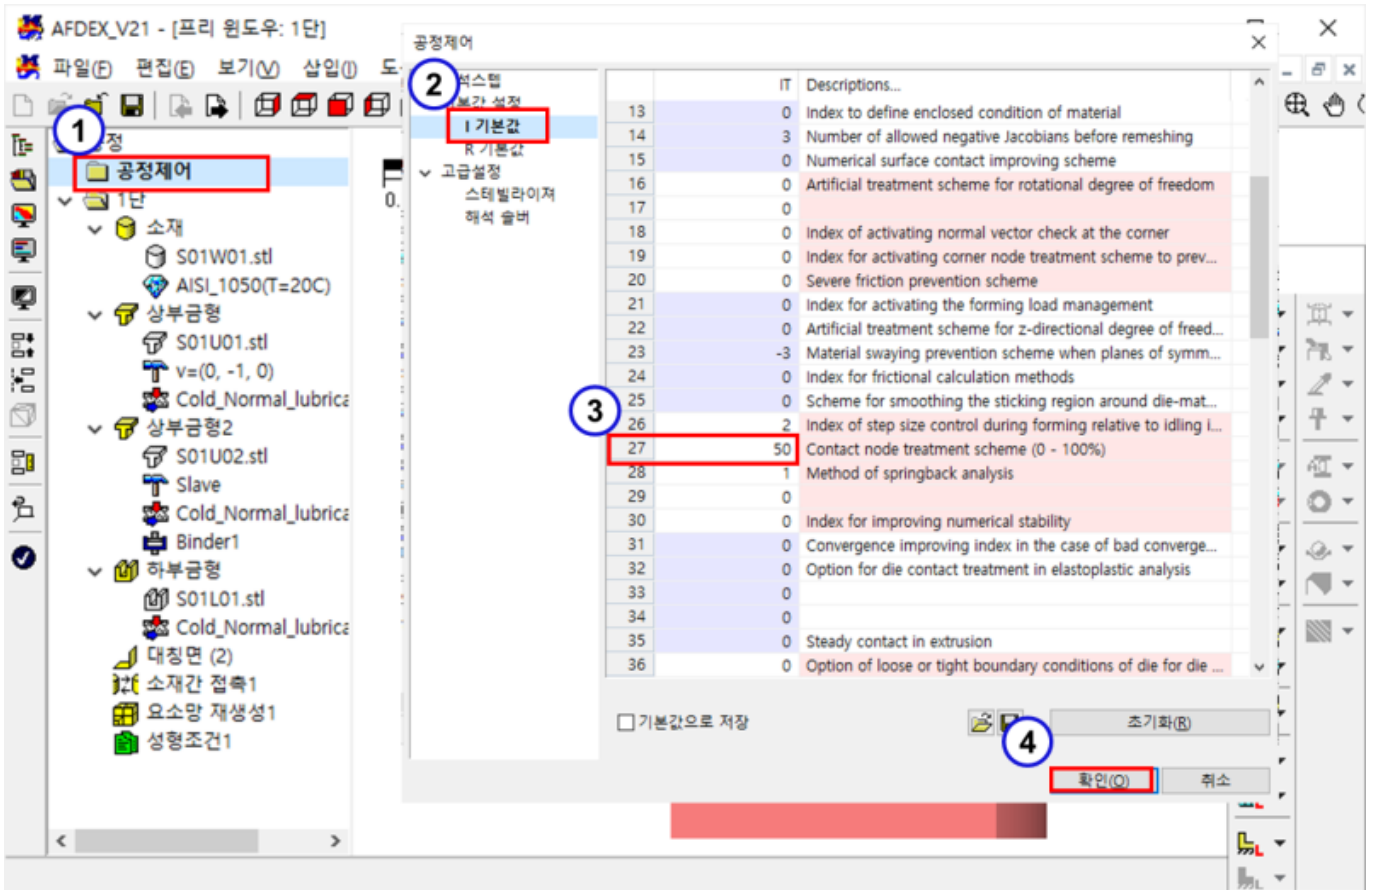 AFDEX_V21 - [프리 윈도우: 1단]
파일(F) 편집(E) 보기(V) 삽입(I)
1
공정제어
1단
소재
S01W01.stl
AISI_1050(T=20C)
상부금형
S01U01.stl
v=(0, -1, 0)
Cold_Normal_lubrica
상부금형2
S01U02.stl
Slave
Cold_Normal_lubrica
Binder1
하부금형
S01L01.stl
Cold_Normal_lubrica
대칭면 (2)
소재간 접촉1
요소망 재생성1
성형조건1
0.
공정제어
2
I 기본값
R 기본값
고급설정
스테빌라이져
해석 솔버
IT Descriptions...
13 0 Index to define enclosed condition of material
14 3 Number of allowed negative Jacobians before remeshing
15 0 Numerical surface contact improving scheme
16 0 Artificial treatment scheme for rotational degree of freedom
17 0
18 0 Index of activating normal vector check at the corner
19 0 Index for activating corner node treatment scheme to prev...
20 0 Severe friction prevention scheme
21 0 Index for activating the forming load management
22 0 Artificial treatment scheme for z-directional degree of freed...
23 -3 Material swaying prevention scheme when planes of symm...
24 0 Index for frictional calculation methods
25 0 Scheme for smoothing the sticking region around die-mat...
3
26 2 Index of step size control during forming relative to idling i...
27 50 Contact node treatment scheme (0 - 100%)
28 1 Method of springback analysis
29 0
30 0 Index for improving numerical stability
31 0 Convergence improving index in the case of bad converge...
32 0 Option for die contact treatment in elastoplastic analysis
33 0
34 0
35 0 Steady contact in extrusion
36 0 Option of loose or tight boundary conditions of die for die ...
기본값으로 저장
초기화(R)
4
확인(O) 취소